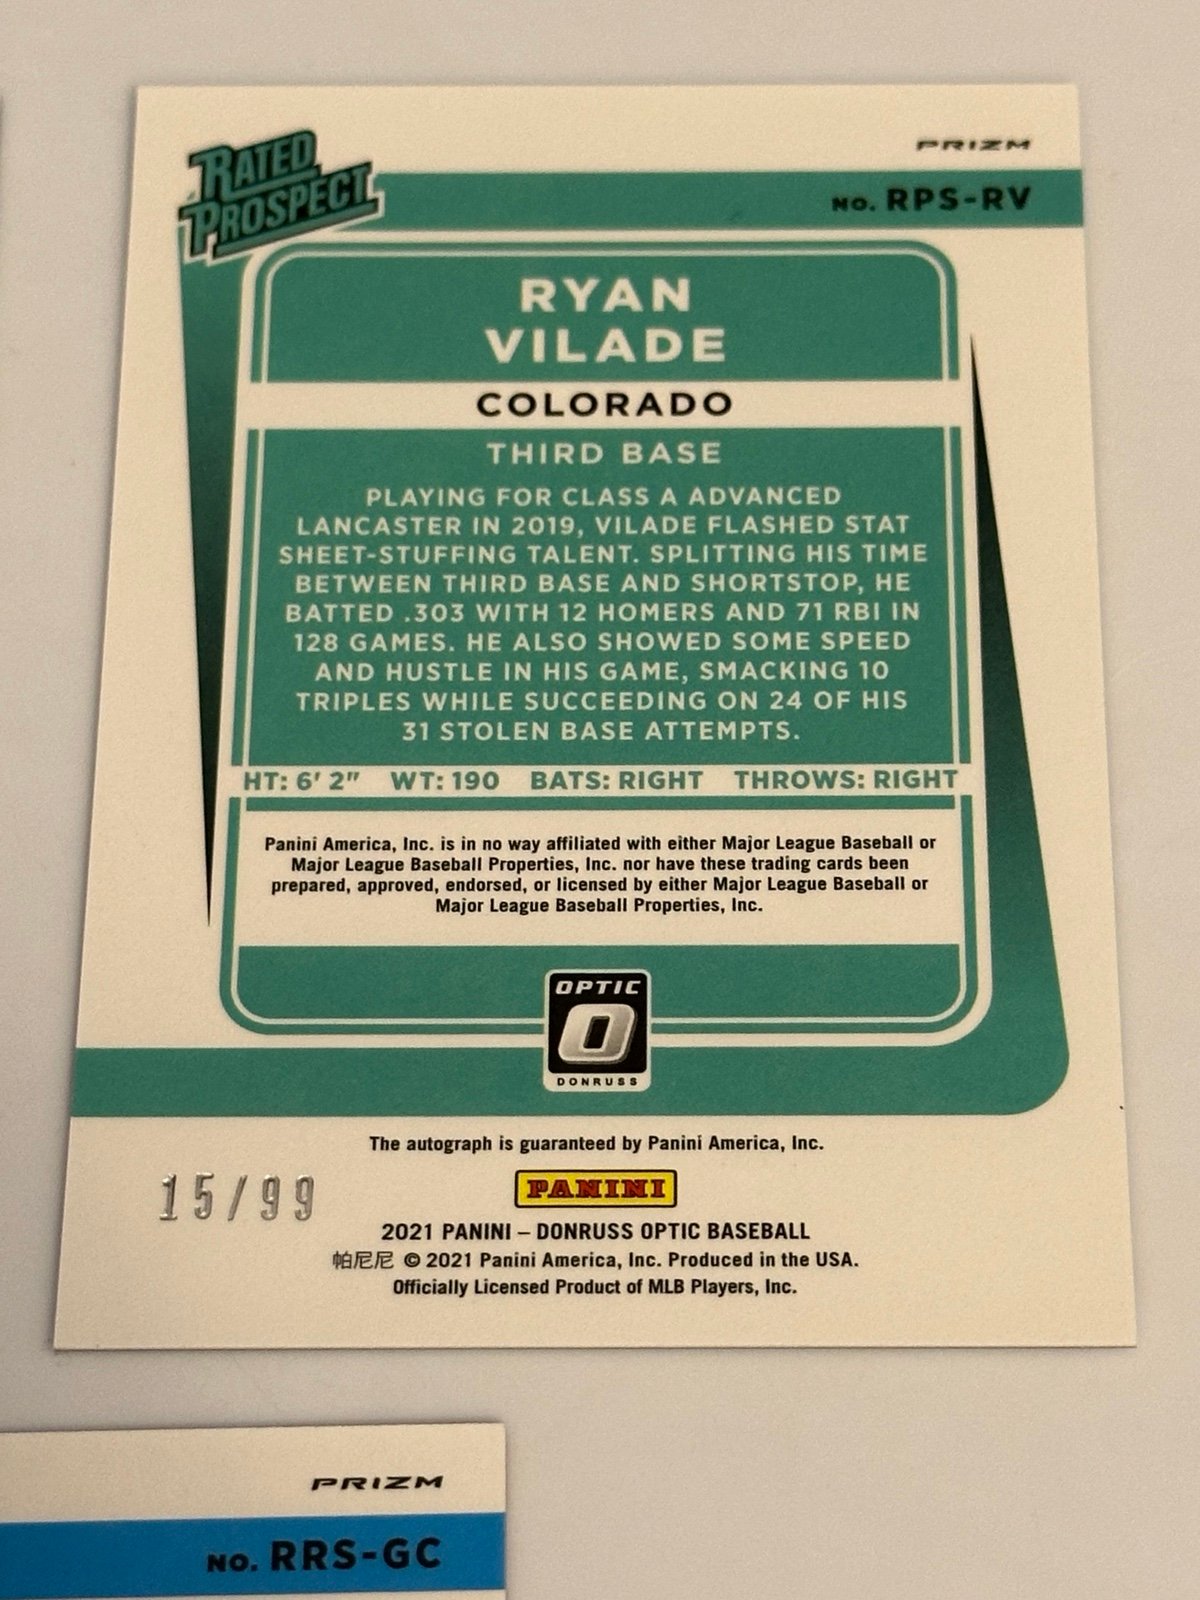 RATED
PROSPECT
PRIZM
NO. RPS-RV
RYAN
VILADE
COLORADO
THIRD BASE
PLAYING FOR CLASS A ADVANCED
LANCASTER IN 2019, VILADE FLASHED STAT
SHEET-STUFFING TALENT. SPLITTING HIS TIME
BETWEEN THIRD BASE AND SHORTSTOP, HE
BATTED .303 WITH 12 HOMERS AND 71 RBI IN
128 GAMES. HE ALSO SHOWED SOME SPEED
AND HUSTLE IN HIS GAME, SMACKING 10
TRIPLES WHILE SUCCEEDING ON 24 OF HIS
31 STOLEN BASE ATTEMPTS.
HT: 6' 2" WT: 190 BATS: RIGHT THROWS: RIGHT
Panini America, Inc. is in no way affiliated with either Major League Baseball or
Major League Baseball Properties, Inc. nor have these trading cards been
prepared, approved, endorsed, or licensed by either Major League Baseball or
Major League Baseball Properties, Inc.
OPTIC
O
DONRUSS
The autograph is guaranteed by Panini America, Inc.
15/99
PANINI
2021 PANINI – DONRUSS OPTIC BASEBALL
帕尼尼 © 2021 Panini America, Inc. Produced in the USA.
Officially Licensed Product of MLB Players, Inc.
PRIZM
NO. RRS-GC